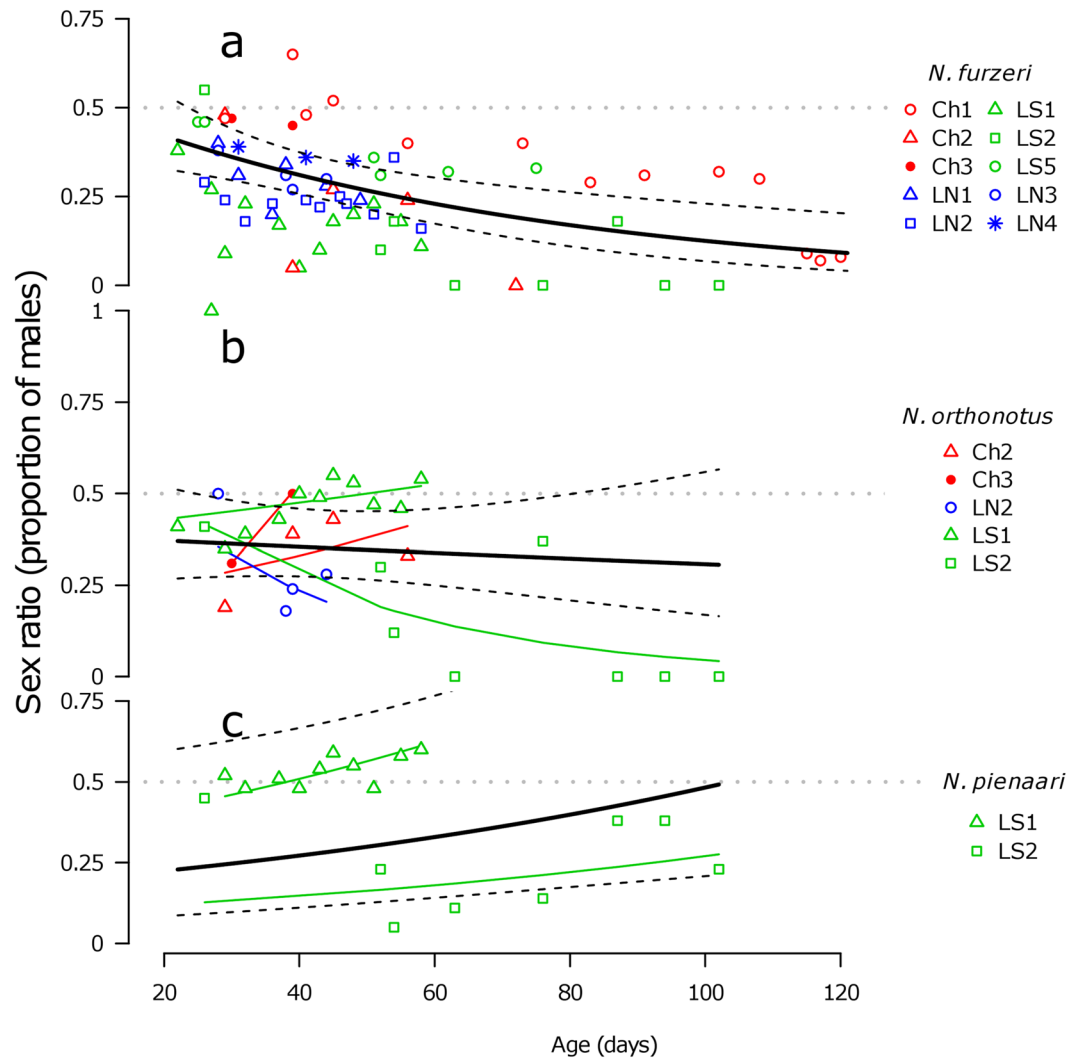 0.75
0.5
0.25
0
a
N. furzeri
Ch1
LS1
Ch2
LS2
Ch3
LS5
LN1
LN3
LN2
LN4
Sex ratio (proportion of males)
1
0.75
0.5
0.25
0
b
N. orthonotus
Ch2
Ch3
LN2
LS1
LS2
0.75
0.5
0.25
0
c
N. pienaari
LS1
LS2
20
40
60
80
100
120
Age (days)